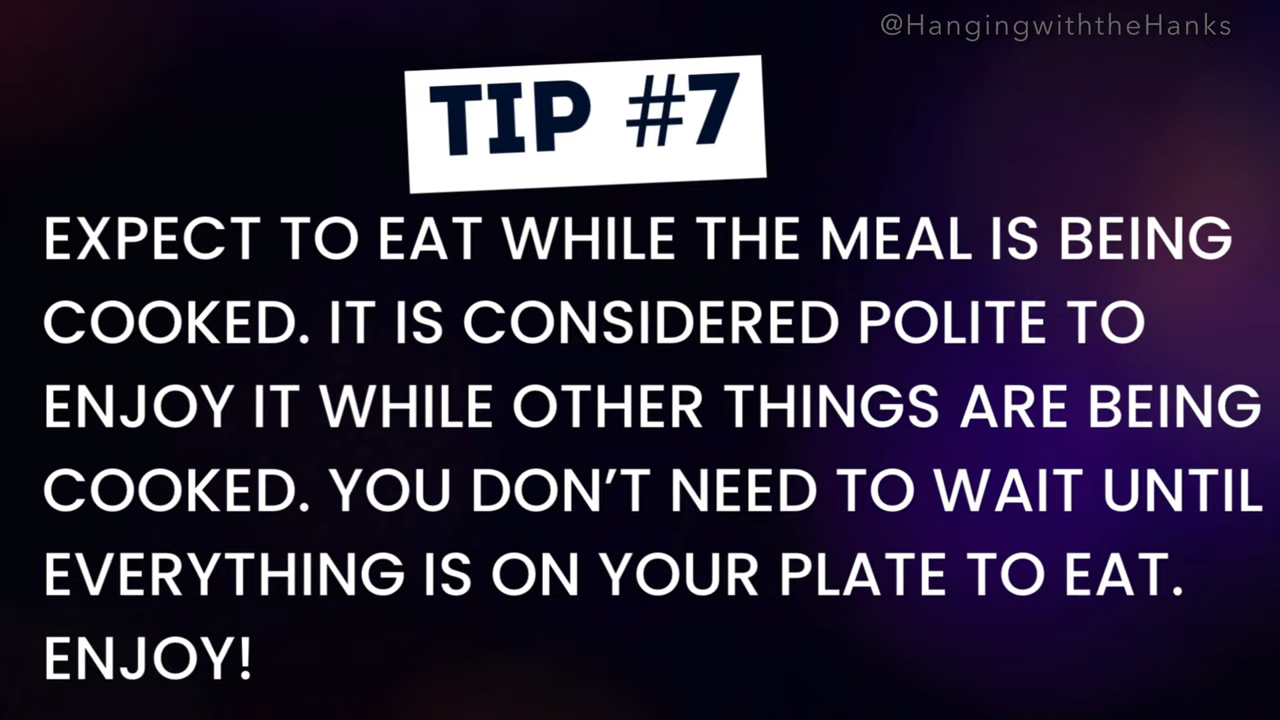 @HangingwiththeHanks
TIP #7
EXPECT TO EAT WHILE THE MEAL IS BEING
COOKED. IT IS CONSIDERED POLITE TO
ENJOY IT WHILE OTHER THINGS ARE BEING
COOKED. YOU DON’T NEED TO WAIT UNTIL
EVERYTHING IS ON YOUR PLATE TO EAT.
ENJOY!